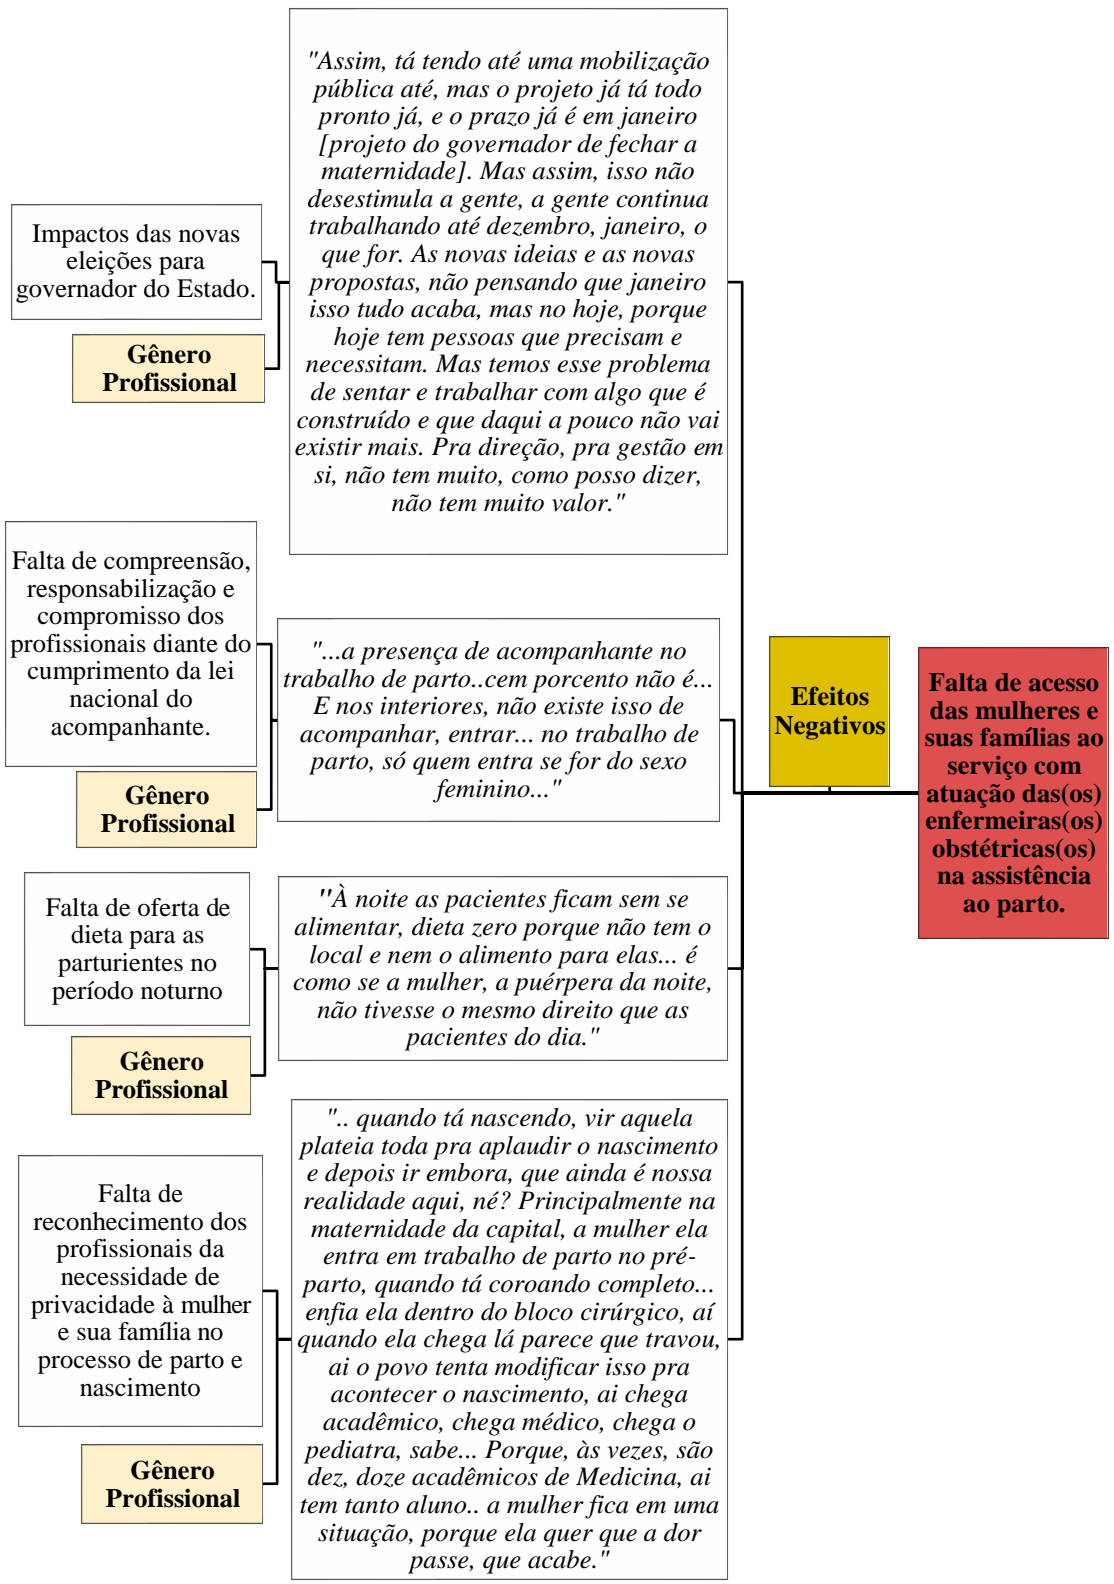 "Assim, tá tendo até uma mobilização
pública até, mas o projeto já tá todo
pronto já, e o prazo já é em janeiro
[projeto do governador de fechar a
maternidade]. Mas assim, isso não
desestimula a gente, a gente continua
trabalhando até dezembro, janeiro, o
que for. As novas ideias e as novas
propostas, não pensando que janeiro
isso tudo acaba, mas no hoje, porque
hoje tem pessoas que precisam e
necessitam. Mas temos esse problema
de sentar e trabalhar com algo que é
construído e que daqui a pouco não vai
existir mais. Pra direção, pra gestão em
si, não tem muito, como posso dizer,
não tem muito valor."
Impactos das novas
eleições para
governador do Estado.
Gênero
Profissional
Falta de compreensão,
responsabilização e
compromisso dos
profissionais diante do
cumprimento da lei
nacional do
acompanhante.
Gênero
Profissional
"...a presença de acompanhante no
trabalho de parto..cem porcento não é...
E nos interiores, não existe isso de
acompanhar, entrar... no trabalho de
parto, só quem entra se for do sexo
feminino..."
Efeitos
Negativos
Falta de acesso
das mulheres e
suas famílias ao
serviço com
atuação das(os)
enfermeiras(os)
obstétricas(os)
na assistência
ao parto.
Falta de oferta de
dieta para as
parturientes no
período noturno
Gênero
Profissional
"À noite as pacientes ficam sem se
alimentar, dieta zero porque não tem o
local e nem o alimento para elas... é
como se a mulher, a puérpera da noite,
não tivesse o mesmo direito que as
pacientes do dia."
Falta de
reconhecimento dos
profissionais da
necessidade de
privacidade à mulher
e sua família no
processo de parto e
nascimento
Gênero
Profissional
".. quando tá nascendo, vir aquela
plateia toda pra aplaudir o nascimento
e depois ir embora, que ainda é nossa
realidade aqui, né? Principalmente na
maternidade da capital, a mulher ela
entra em trabalho de parto no pré-
parto, quando tá coroando completo...
enfia ela dentro do bloco cirúrgico, aí
quando ela chega lá parece que travou,
ai o povo tenta modificar isso pra
acontecer o nascimento, ai chega
acadêmico, chega médico, chega o
pediatra, sabe... Porque, às vezes, são
dez, doze acadêmicos de Medicina, ai
tem tanto aluno.. a mulher fica em uma
situação, porque ela quer que a dor
passe, que acabe."